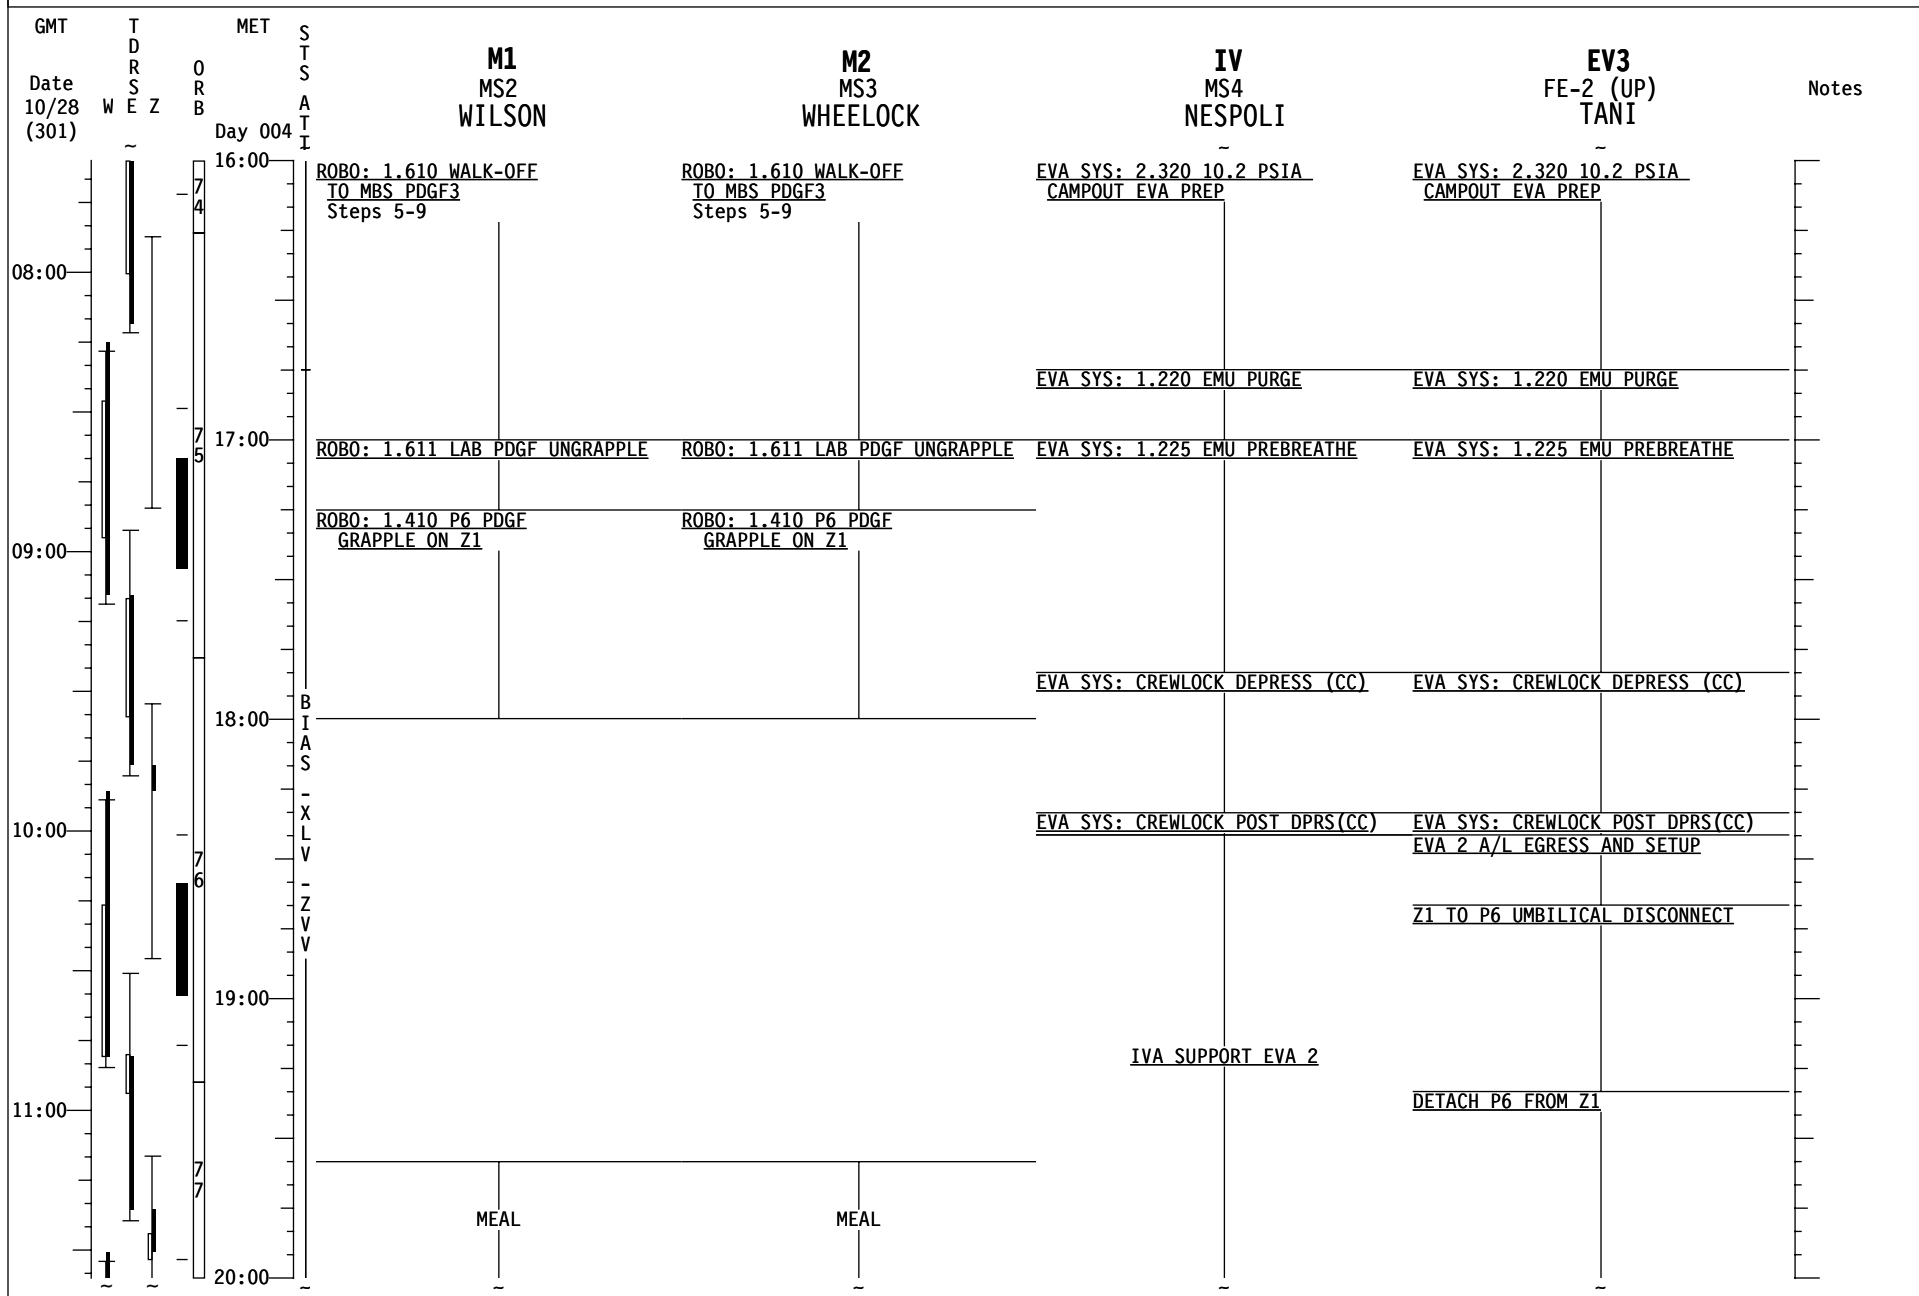 GMT
TDRS
MET
STS ATT
Date
10/28
(301)
W E Z
ORB
Day 004
M1
MS2
WILSON
M2
MS3
WHEELOCK
IV
MS4
NESPOLI
EV3
FE-2 (UP)
TANI
Notes
~ ~ ~ ~
16:00
74
ROBO: 1.610 WALK-OFF
TO MBS PDGF3
Steps 5-9
ROBO: 1.610 WALK-OFF
TO MBS PDGF3
Steps 5-9
EVA SYS: 2.320 10.2 PSIA
CAMPOUT EVA PREP
EVA SYS: 2.320 10.2 PSIA
CAMPOUT EVA PREP
08:00
EVA SYS: 1.220 EMU PURGE
EVA SYS: 1.220 EMU PURGE
75
17:00
ROBO: 1.611 LAB PDGF UNGRAPPLE
ROBO: 1.611 LAB PDGF UNGRAPPLE
EVA SYS: 1.225 EMU PREBREATHE
EVA SYS: 1.225 EMU PREBREATHE
ROBO: 1.410 P6 PDGF
GRAPPLE ON Z1
ROBO: 1.410 P6 PDGF
GRAPPLE ON Z1
09:00
EVA SYS: CREWLOCK DEPRESS (CC)
EVA SYS: CREWLOCK DEPRESS (CC)
18:00
BIAS -XLV -ZVV
EVA SYS: CREWLOCK POST DPRS(CC)
EVA SYS: CREWLOCK POST DPRS(CC)
10:00
EVA 2 A/L EGRESS AND SETUP
76
Z1 TO P6 UMBILICAL DISCONNECT
19:00
IVA SUPPORT EVA 2
DETACH P6 FROM Z1
11:00
77
MEAL
MEAL
20:00
~ ~ ~ ~ ~ ~ ~